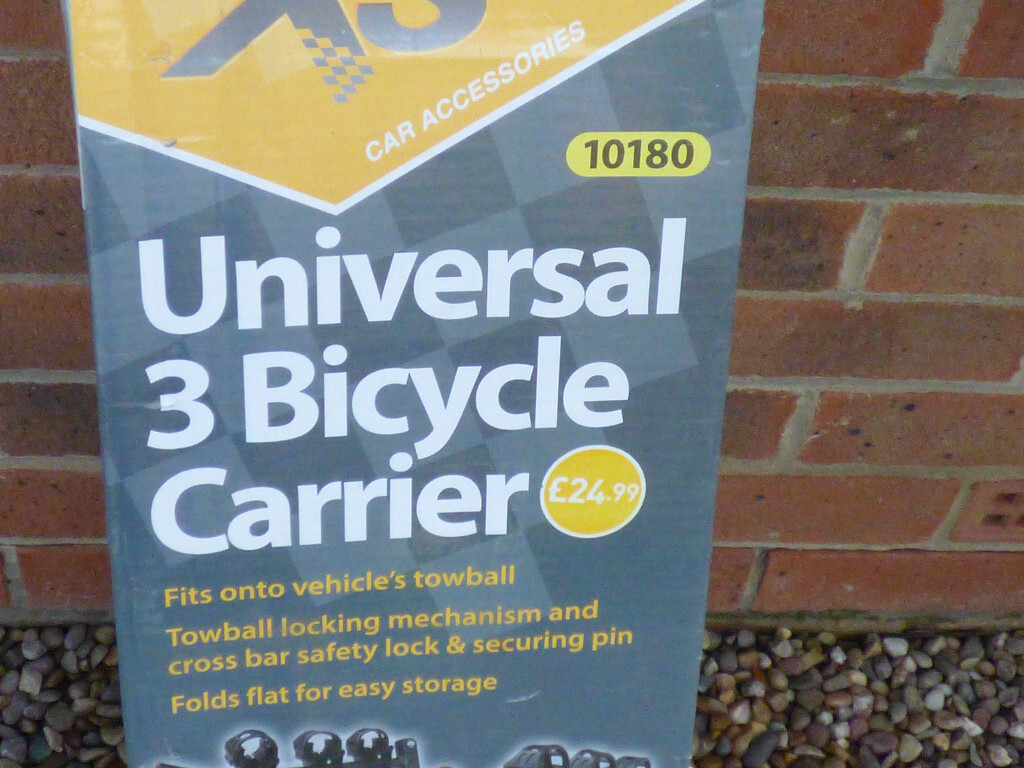 XS
CAR ACCESSORIES
10180
Universal
3 Bicycle
Carrier
£24.99
Fits onto vehicle's towball
Towball locking mechanism and
cross bar safety lock & securing pin
Folds flat for easy storage